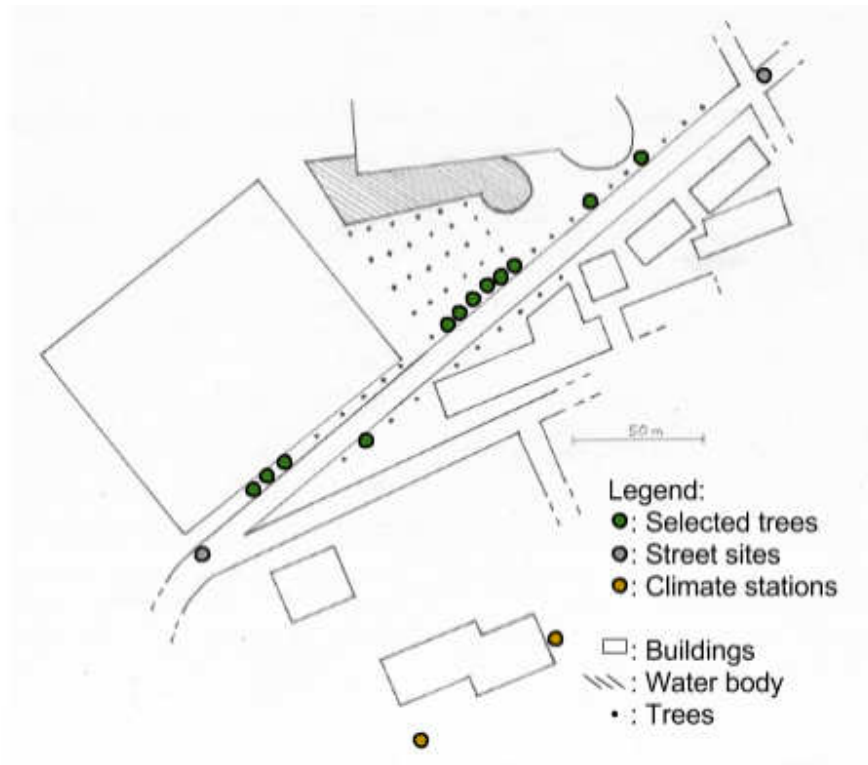 50 m
Legend:
: Selected trees
: Street sites
: Climate stations
: Buildings
: Water body
: Trees